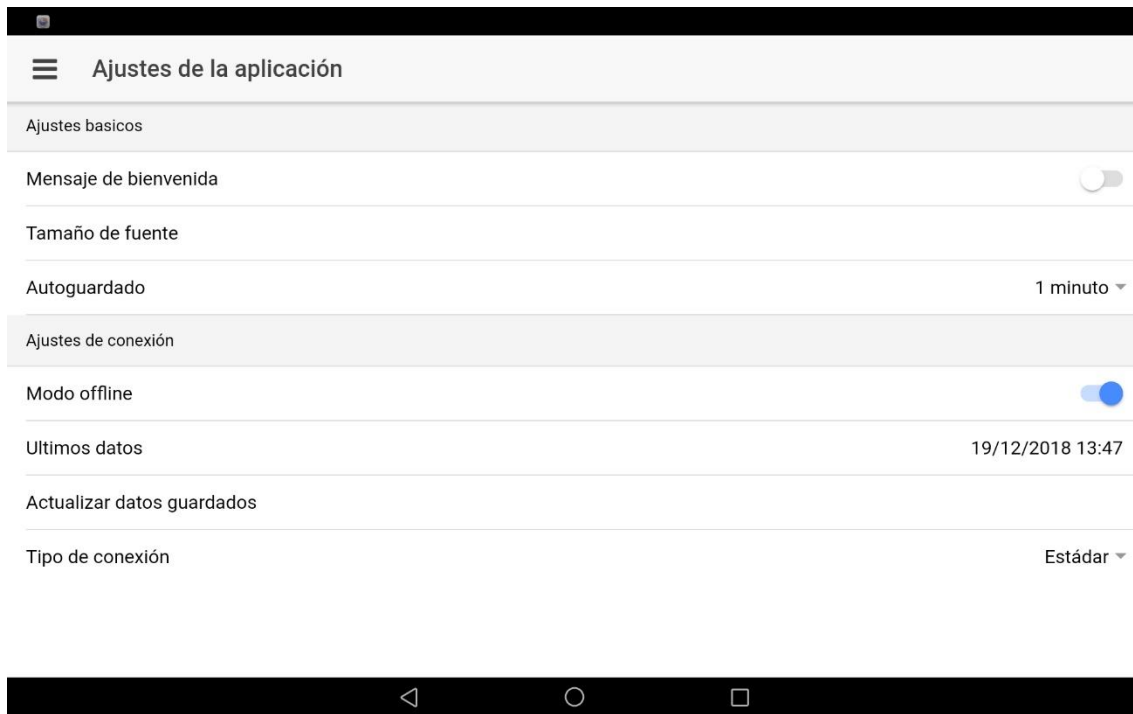 Ajustes de la aplicación
Ajustes basicos
Mensaje de bienvenida
Tamaño de fuente
Autoguardado 1 minuto
Ajustes de conexión
Modo offline
Ultimos datos 19/12/2018 13:47
Actualizar datos guardados
Tipo de conexión Estádar